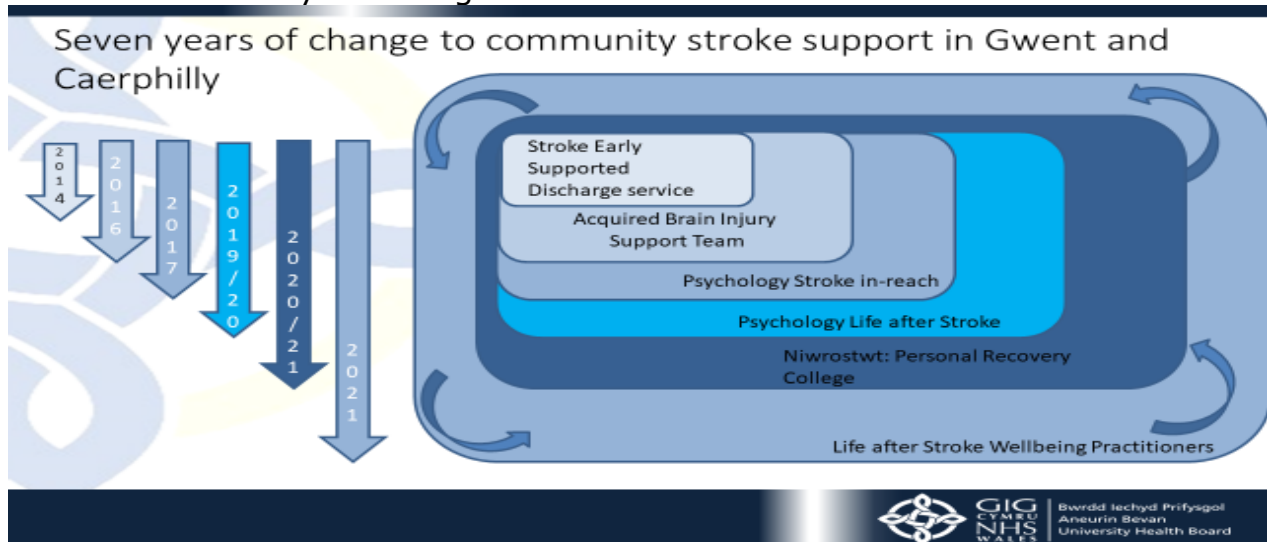 Seven years of change to community stroke support in Gwent and
Caerphilly
2014
2016
2017
2019/20
2020/21
2021
Stroke Early
Supported
Discharge service
Acquired Brain Injury
Support Team
Psychology Stroke in-reach
Psychology Life after Stroke
Niwrostwt: Personal Recovery
College
Life after Stroke Wellbeing Practitioners
GIG
CYMRU
NHS
WALES
Bwrdd Iechyd Prifysgol
Aneurin Bevan
University Health Board